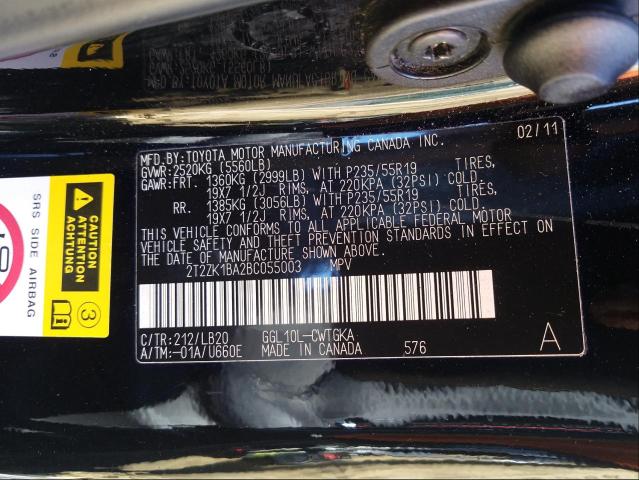 MFD.BY:TOYOTA MOTOR MANUFACTURING CANADA INC. 02/11
GVWR:2520KG (5560LB)
GAWR:FRT. 1360KG (2999LB) WITH P235/55R19 TIRES,
19X7 1/2J RIMS, AT 220KPA (32PSI) COLD.
RR. 1385KG (3056LB) WITH P235/55R19 TIRES,
19X7 1/2J RIMS, AT 220KPA (32PSI) COLD.
THIS VEHICLE CONFORMS TO ALL APPLICABLE FEDERAL MOTOR
VEHICLE SAFETY AND THEFT PREVENTION STANDARDS IN EFFECT ON
THE DATE OF MANUFACTURE SHOWN ABOVE.
2T2ZK1BA2BC055003 MPV
C/TR:212/LB20 GGL10L-CWTGKA
A/TM:-01A/U660E MADE IN CANADA 576 A
SRS SIDE AIRBAG
CAUTION
ATTENTION
3